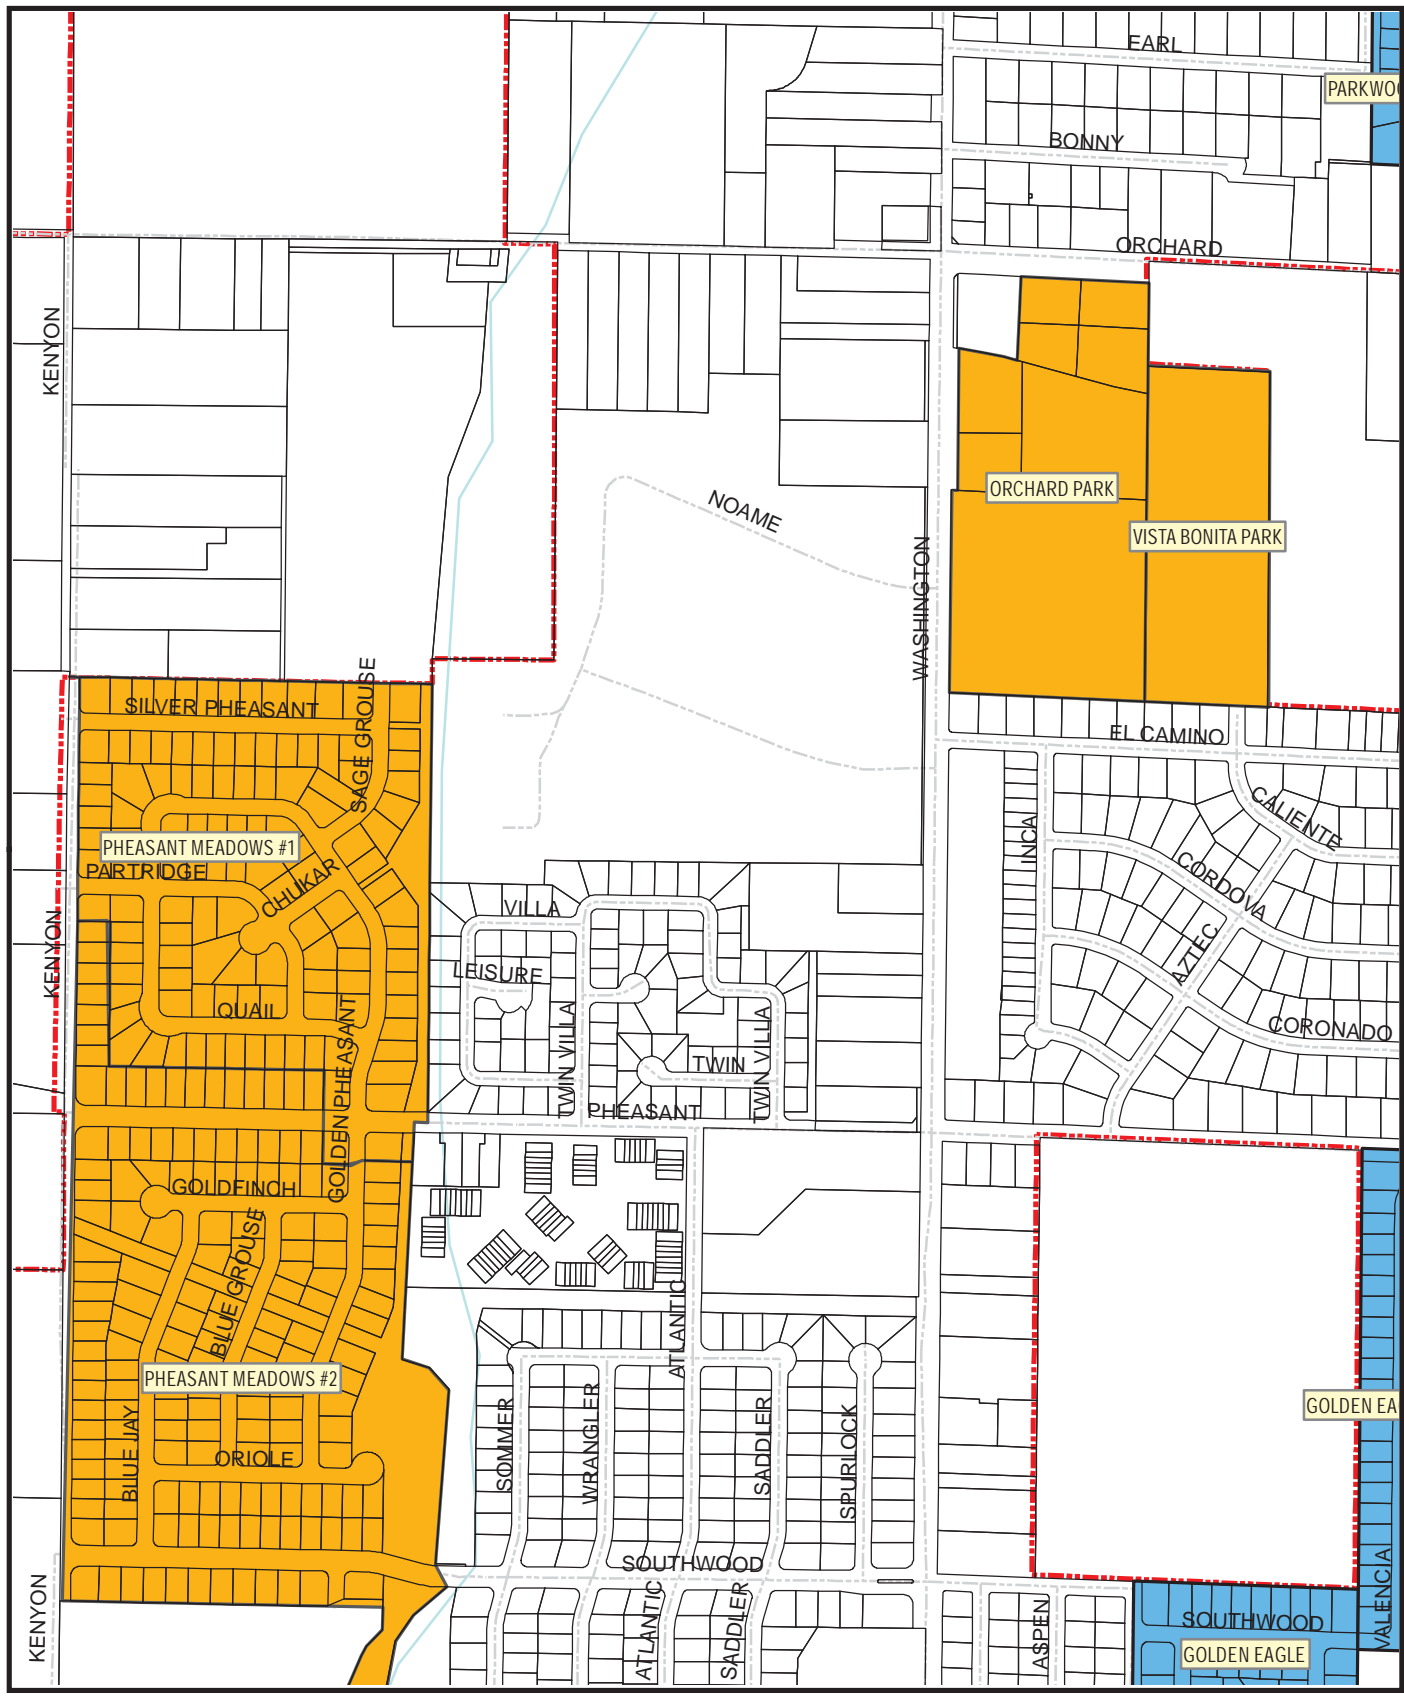 EARL
PARKWO
BONNY
ORCHARD
KENYON
ORCHARD PARK
NOAME
VISTA BONITA PARK
WASHINGTON
SAGE GROUSE
SILVER PHEASANT
EL CAMINO
CALIENTE
INCA
PHEASANT MEADOWS #1
PARTRIDGE
CHUKAR
CORDOVA
VILLA
KENYON
LEISURE
AZTEC
QUAIL
GOLDEN PHEASANT
TWIN VILLA
TWIN VILLA
CORONADO
TWIN
PHEASANT
GOLDFINCH
BLUE GROUSE
ATLANTIC
PHEASANT MEADOWS #2
GOLDEN EA
BLUE JAY
SOMMER
WRANGLER
SADDLER
SPURLOCK
ORIOLE
SOUTHWOOD
KENYON
ATLANTIC
SADDLER
ASPEN
SOUTHWOOD
VALENCIA
GOLDEN EAGLE